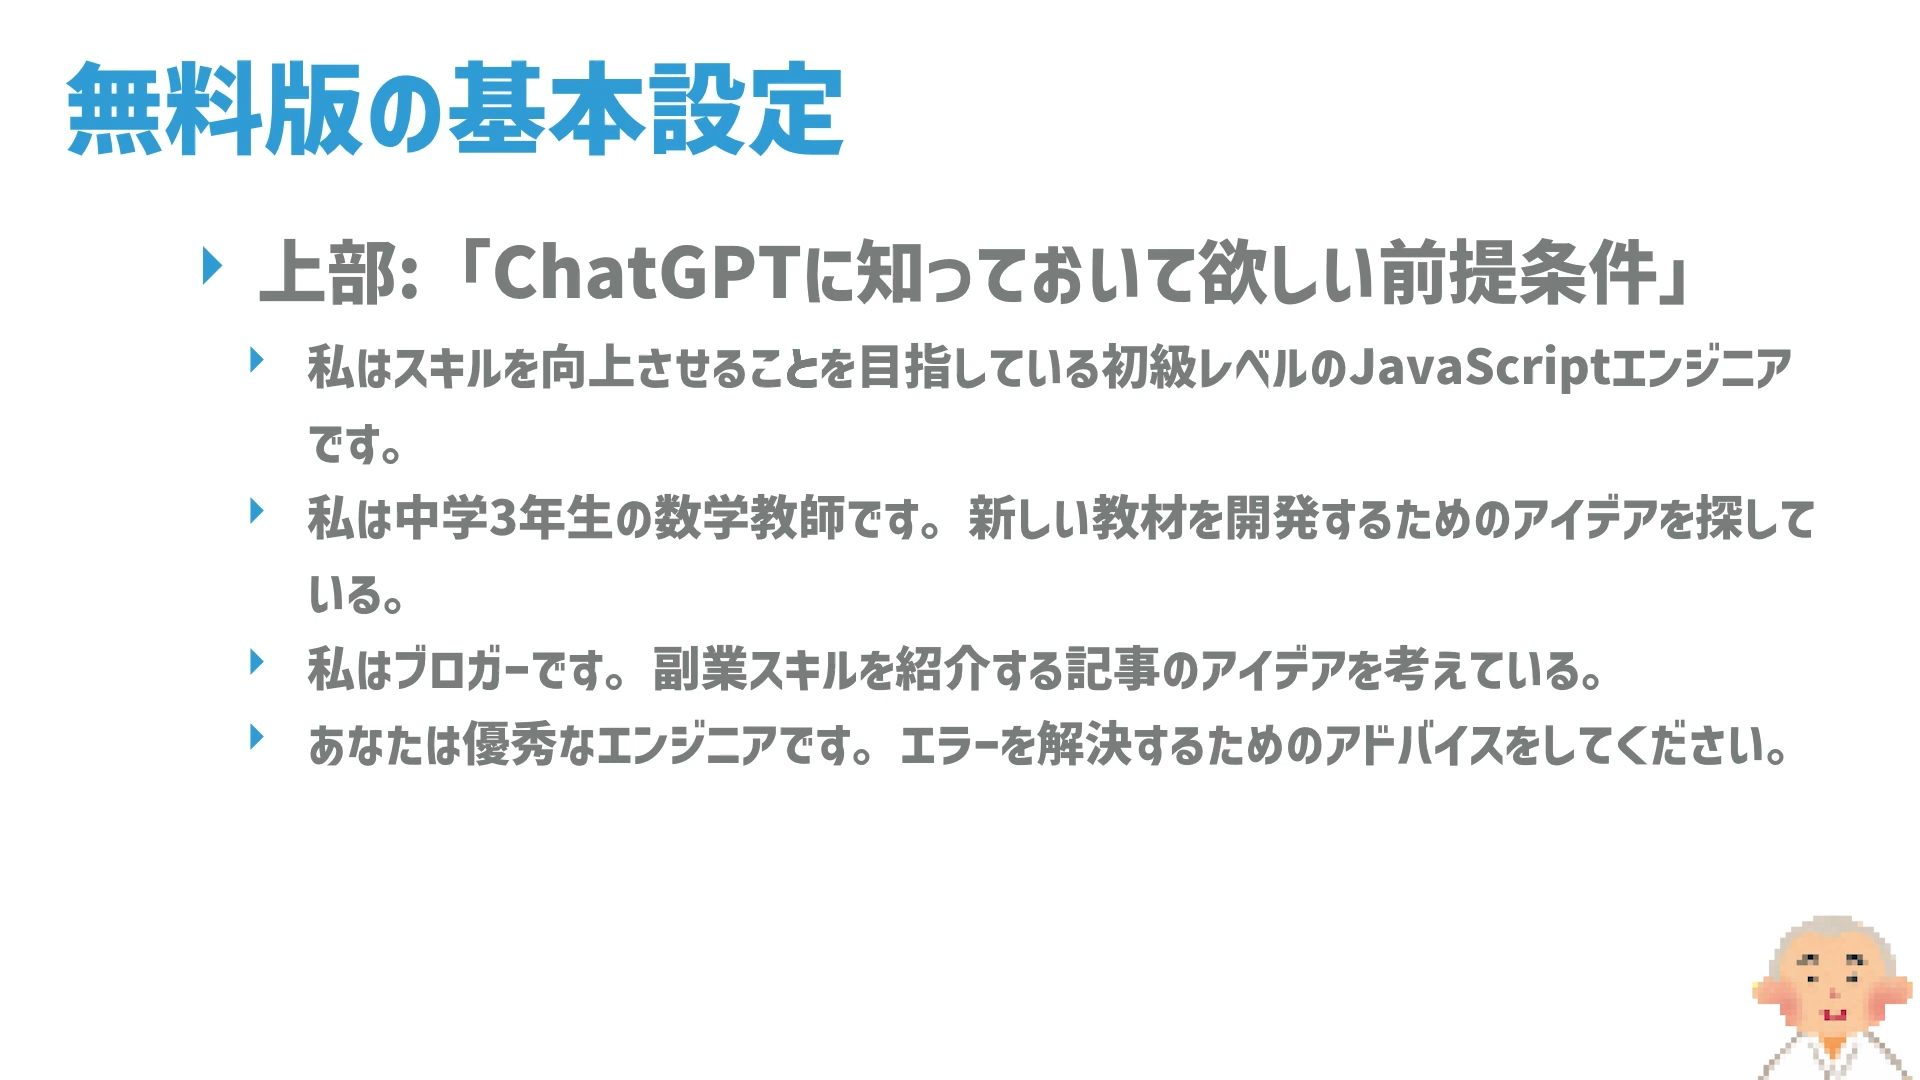 無料版の基本設定
上部:「ChatGPTに知っておいて欲しい前提条件」
私はスキルを向上させることを目指している初級レベルのJavaScriptエンジニア
です。
私は中学3年生の数学教師です。新しい教材を開発するためのアイデアを探して
いる。
私はブロガーです。副業スキルを紹介する記事のアイデアを考えている。
あなたは優秀なエンジニアです。エラーを解決するためのアドバイスをしてください。